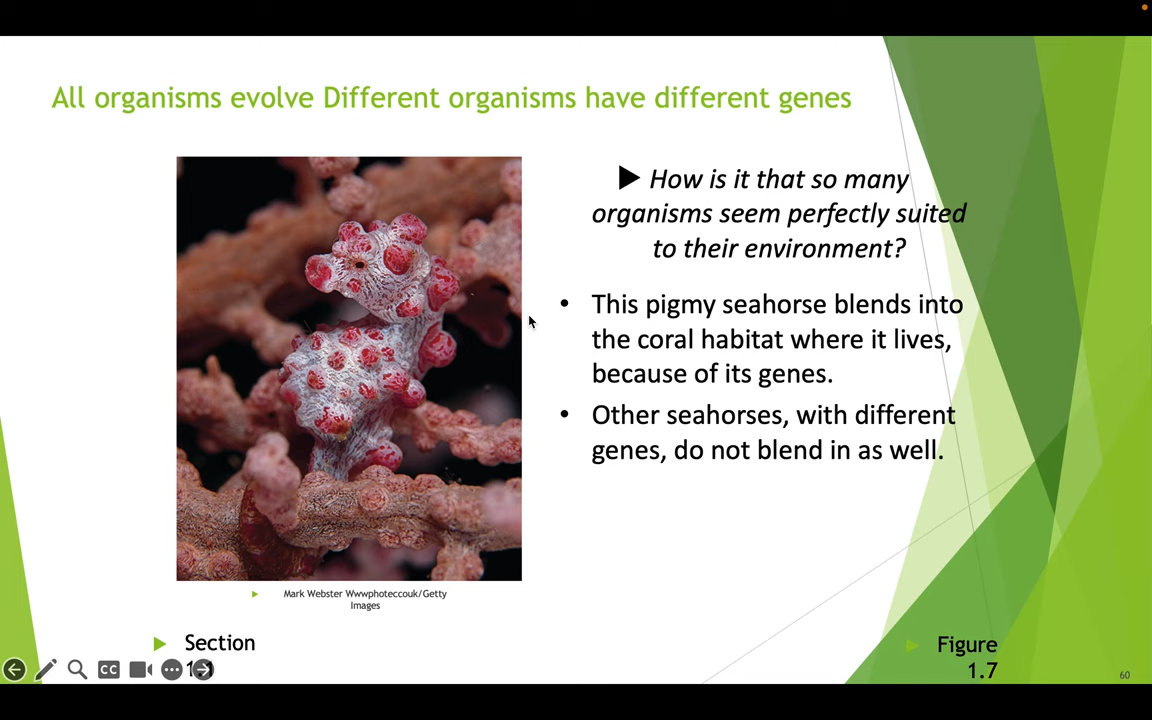 All organisms evolve Different organisms have different genes
How is it that so many
organisms seem perfectly suited
to their environment?
• This pigmy seahorse blends into
the coral habitat where it lives,
because of its genes.
• Other seahorses, with different
genes, do not blend in as well.
Mark Webster Wwwphoteccouk/Getty
Images
Section
1.1
Figure
1.7
CC
60